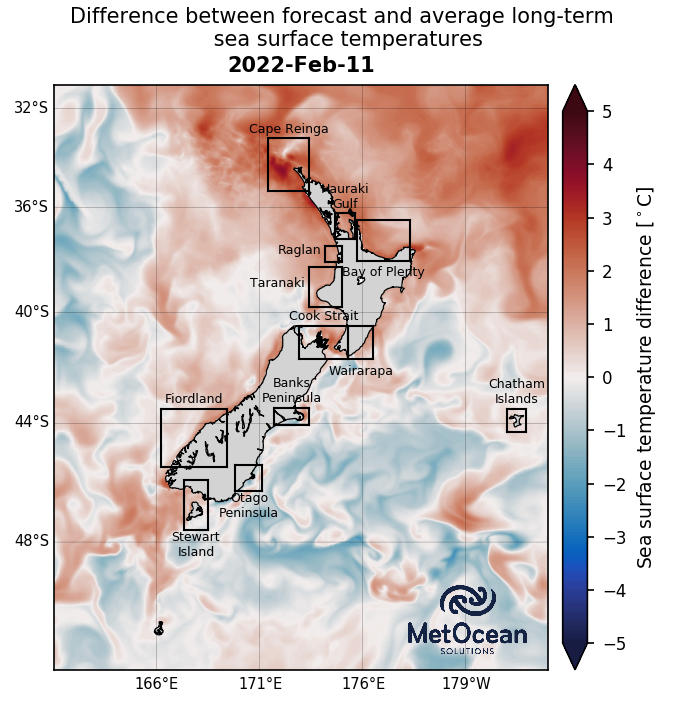 Difference between forecast and average long-term
sea surface temperatures
2022-Feb-11
32°S
36°S
40°S
44°S
48°S
Cape Reinga
Hauraki
Gulf
Raglan
Bay of Plenty
Taranaki
Cook Strait
Wairarapa
Banks
Peninsula
Fiordland
Chatham
Islands
Otago
Peninsula
Stewart
Island
MetOcean
SOLUTIONS
166°E
171°E
176°E
179°W
5
4
3
2
1
0
−1
−2
−3
−4
−5
Sea surface temperature difference [°C]